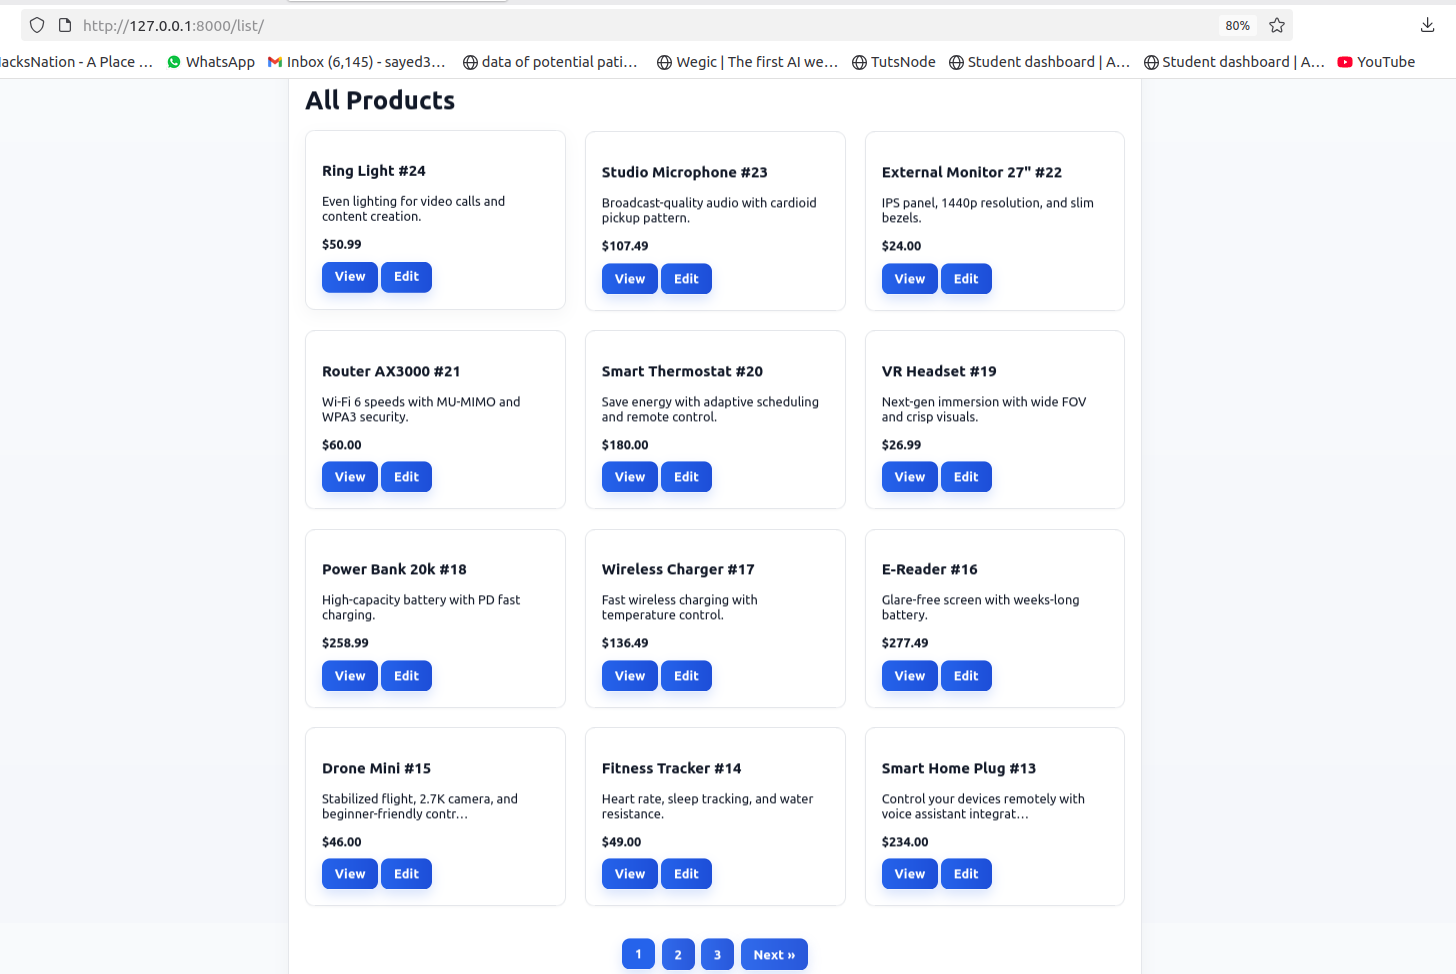 http://127.0.0.1:8000/list/
80%
HacksNation - A Place ...
WhatsApp
Inbox (6,145) - sayed3...
data of potential pati...
Wegic | The first AI we...
TutsNode
Student dashboard | A...
Student dashboard | A...
YouTube
All Products
Ring Light #24
Even lighting for video calls and
content creation.
$50.99
View Edit
Studio Microphone #23
Broadcast-quality audio with cardioid
pickup pattern.
$107.49
View Edit
External Monitor 27" #22
IPS panel, 1440p resolution, and slim
bezels.
$24.00
View Edit
Router AX3000 #21
Wi-Fi 6 speeds with MU-MIMO and
WPA3 security.
$60.00
View Edit
Smart Thermostat #20
Save energy with adaptive scheduling
and remote control.
$180.00
View Edit
VR Headset #19
Next-gen immersion with wide FOV
and crisp visuals.
$26.99
View Edit
Power Bank 20k #18
High-capacity battery with PD fast
charging.
$258.99
View Edit
Wireless Charger #17
Fast wireless charging with
temperature control.
$136.49
View Edit
E-Reader #16
Glare-free screen with weeks-long
battery.
$277.49
View Edit
Drone Mini #15
Stabilized flight, 2.7K camera, and
beginner-friendly contr...
$46.00
View Edit
Fitness Tracker #14
Heart rate, sleep tracking, and water
resistance.
$49.00
View Edit
Smart Home Plug #13
Control your devices remotely with
voice assistant integrat...
$234.00
View Edit
1 2 3 Next »